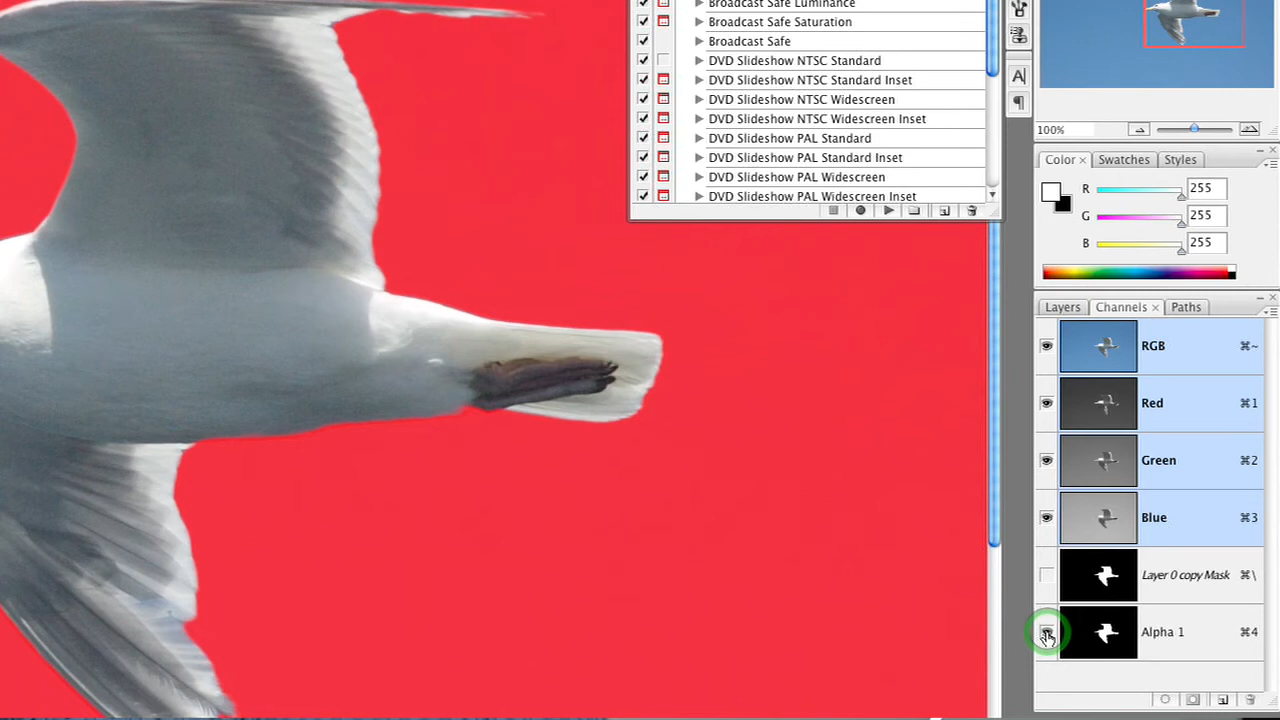 Broadcast Safe Luminance
Broadcast Safe Saturation
Broadcast Safe
DVD Slideshow NTSC Standard
DVD Slideshow NTSC Standard Inset
DVD Slideshow NTSC Widescreen
DVD Slideshow NTSC Widescreen Inset
DVD Slideshow PAL Standard
DVD Slideshow PAL Standard Inset
DVD Slideshow PAL Widescreen
DVD Slideshow PAL Widescreen Inset
A
100%
Color × Swatches Styles
R 255
G 255
B 255
Layers Channels × Paths
RGB ⌘~
Red ⌘1
Green ⌘2
Blue ⌘3
Layer 0 copy Mask ⌘\
Alpha 1 ⌘4